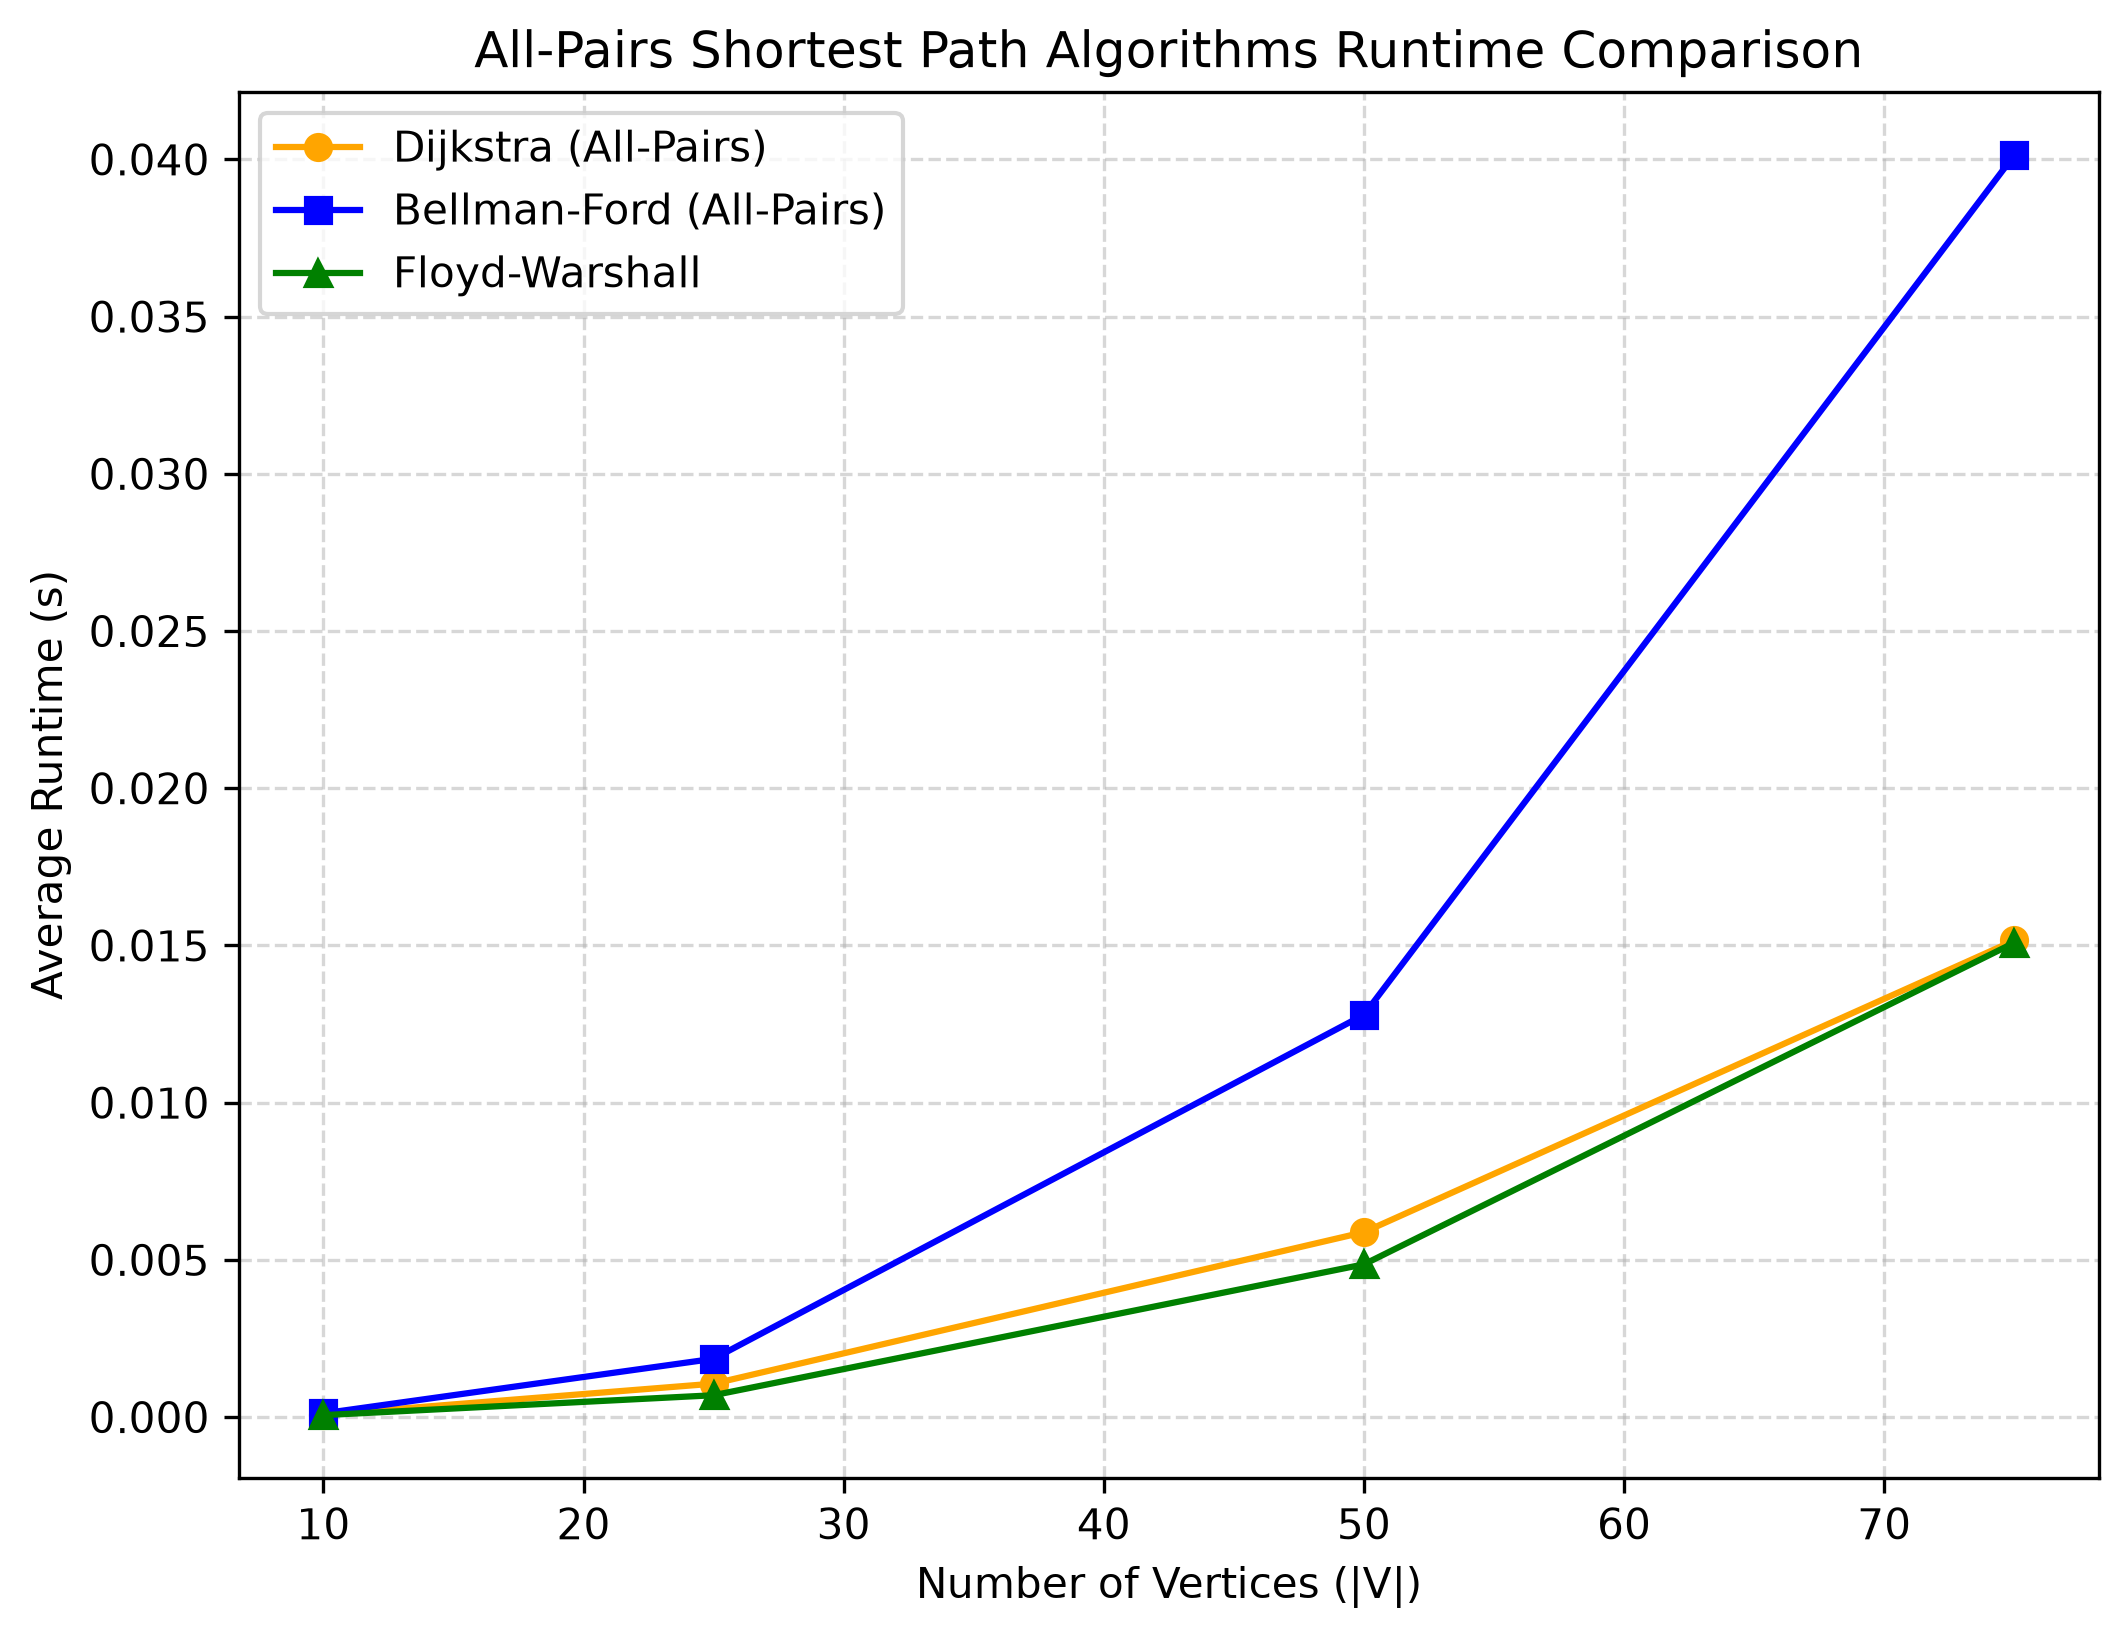 All-Pairs Shortest Path Algorithms Runtime Comparison
Dijkstra (All-Pairs)
Bellman-Ford (All-Pairs)
Floyd-Warshall
Average Runtime (s)
0.040
0.035
0.030
0.025
0.020
0.015
0.010
0.005
0.000
10 20 30 40 50 60 70
Number of Vertices (|V|)